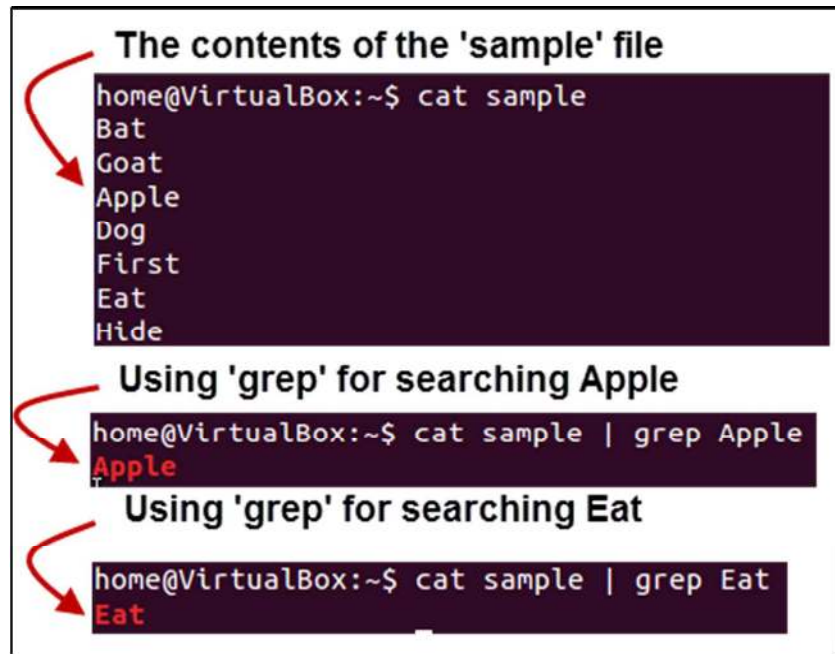 The contents of the 'sample' file
home@VirtualBox:~$ cat sample
Bat
Goat
Apple
Dog
First
Eat
Hide
Using 'grep' for searching Apple
home@VirtualBox:~$ cat sample | grep Apple
Apple
Using 'grep' for searching Eat
home@VirtualBox:~$ cat sample | grep Eat
Eat